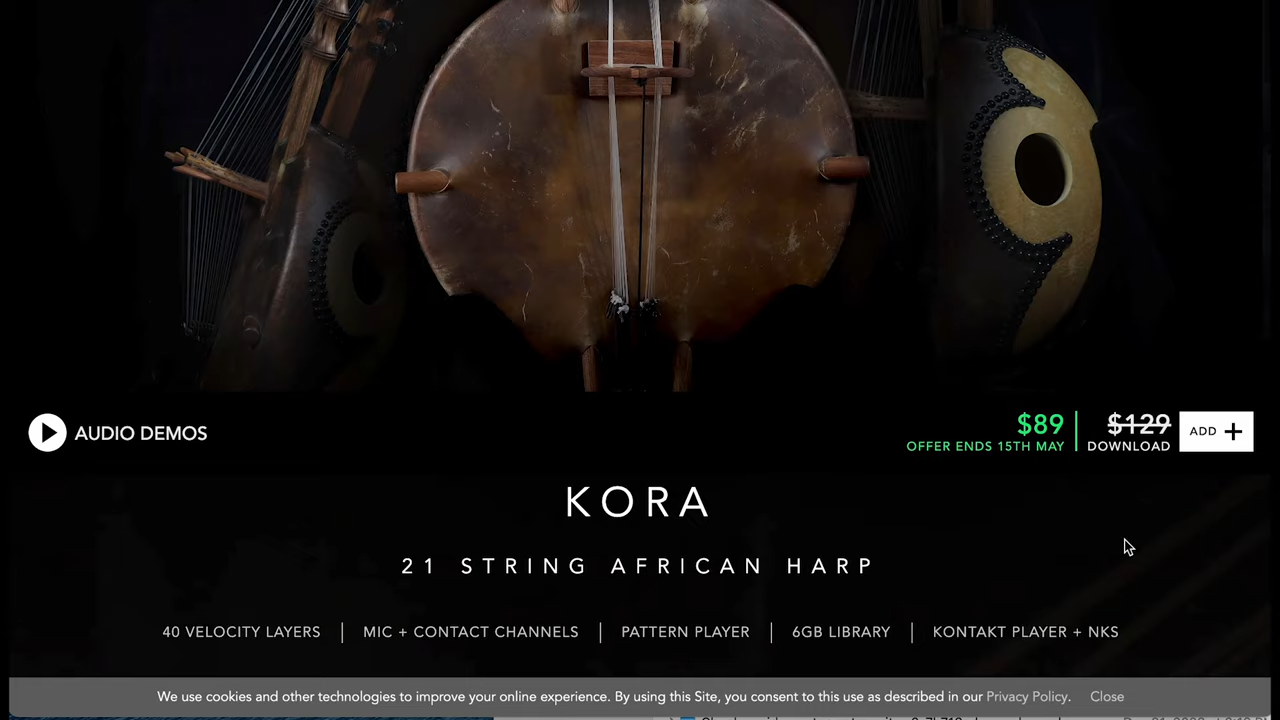 AUDIO DEMOS
$89
OFFER ENDS 15TH MAY
$129
DOWNLOAD
ADD +
KORA
21 STRING AFRICAN HARP
40 VELOCITY LAYERS | MIC + CONTACT CHANNELS | PATTERN PLAYER | 6GB LIBRARY | KONTAKT PLAYER + NKS
We use cookies and other technologies to improve your online experience. By using this Site, you consent to this use as described in our Privacy Policy. Close